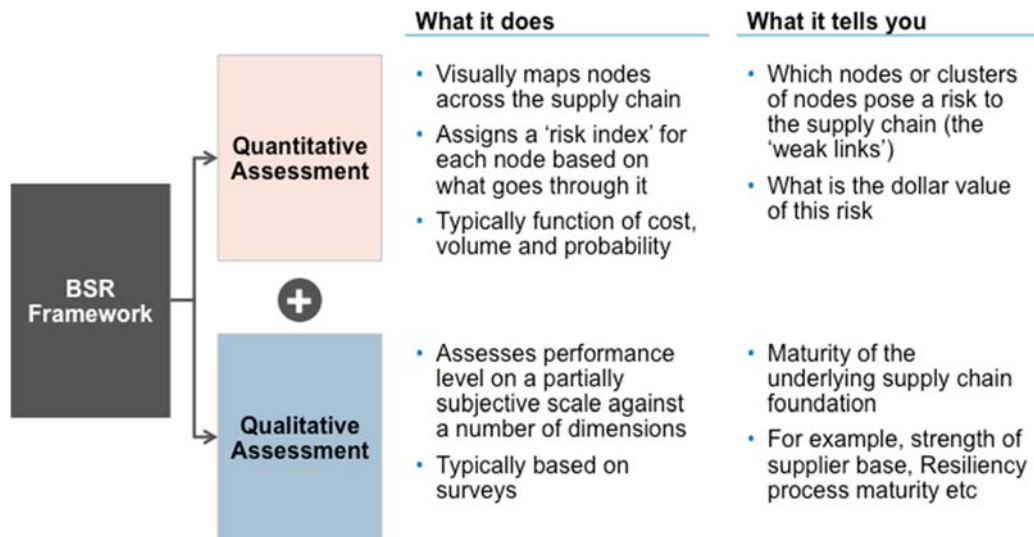 What it does
What it tells you
BSR
Framework
Quantitative
Assessment
• Visually maps nodes
across the supply chain
• Assigns a ‘risk index’ for
each node based on
what goes through it
• Typically function of cost,
volume and probability
• Which nodes or clusters
of nodes pose a risk to
the supply chain (the
‘weak links’)
• What is the dollar value
of this risk
+
Qualitative
Assessment
• Assesses performance
level on a partially
subjective scale against
a number of dimensions
• Typically based on
surveys
• Maturity of the
underlying supply chain
foundation
• For example, strength of
supplier base, Resiliency
process maturity etc